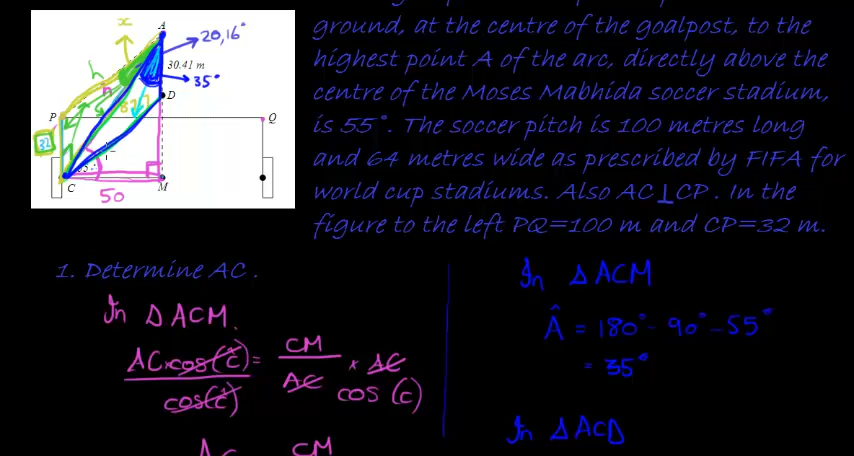 ground, at the centre of the goalpost, to the
highest point A of the arc, directly above the
centre of the Moses Mabhida soccer stadium,
is 55°. The soccer pitch is 100 metres long
and 64 metres wide as prescribed by FIFA for
world cup stadiums. Also AC⊥CP. In the
figure to the left PQ=100 m and CP=32 m.
x
A
20,16°
30.41 m
35°
h
D
P
Q
32
C
M
50
1. Determine AC.
In Δ ACM.
AC×cos(Ĉ) = CM × AC
cos(Ĉ) AC cos(C)
CM
In Δ ACM
Â = 180° - 90° - 55°
= 35°
In Δ ACD